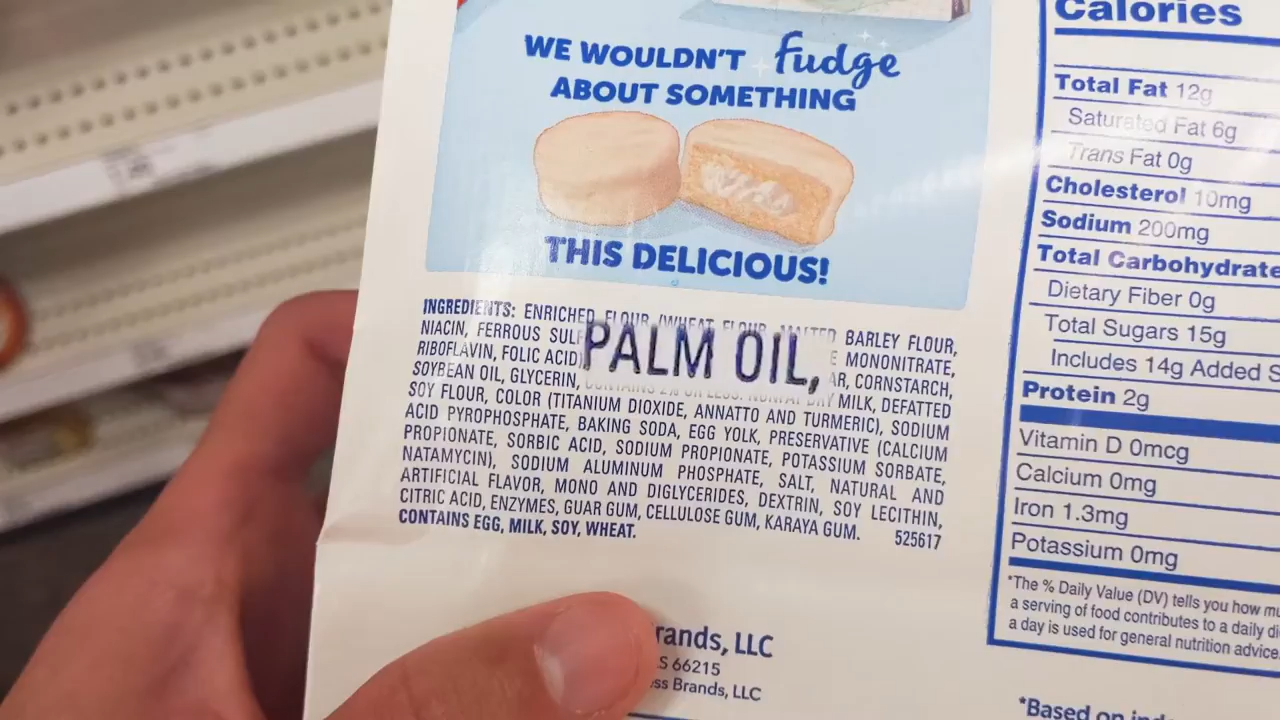 WE WOULDN'T fudge
ABOUT SOMETHING
THIS DELICIOUS!
INGREDIENTS: ENRICHED FLOUR (WHEAT FLOUR, MALTED BARLEY FLOUR,
NIACIN, FERROUS MONONITRATE,
RIBOFLAVIN, FOLIC ACID CORNSTARCH,
PALM OIL,
SOYBEAN OIL, GLYCERIN, CONTAINS 2% OR LESS: NONFAT DRY MILK, DEFATTED
SOY FLOUR, COLOR (TITANIUM DIOXIDE, ANNATTO AND TURMERIC), SODIUM
ACID PYROPHOSPHATE, BAKING SODA, EGG YOLK, PRESERVATIVE (CALCIUM
PROPIONATE, SORBIC ACID, SODIUM PROPIONATE, POTASSIUM SORBATE,
NATAMYCIN), SODIUM ALUMINUM PHOSPHATE, SALT, NATURAL AND
ARTIFICIAL FLAVOR, MONO AND DIGLYCERIDES, DEXTRIN, SOY LECITHIN,
CITRIC ACID, ENZYMES, GUAR GUM, CELLULOSE GUM, KARAYA GUM. 525617
CONTAINS EGG, MILK, SOY, WHEAT.
LLC
66215
Brands, LLC
Calories
Total Fat 12g
Saturated Fat 6g
Trans Fat 0g
Cholesterol 10mg
Sodium 200mg
Total Carbohydrate
Dietary Fiber 0g
Total Sugars 15g
Includes 14g Added
Protein 2g
Vitamin D 0mcg
Calcium 0mg
Iron 1.3mg
Potassium 0mg
*The % Daily Value (DV) tells you how
a serving of food contributes to a daily
a day is used for general nutrition advice.
*Based on